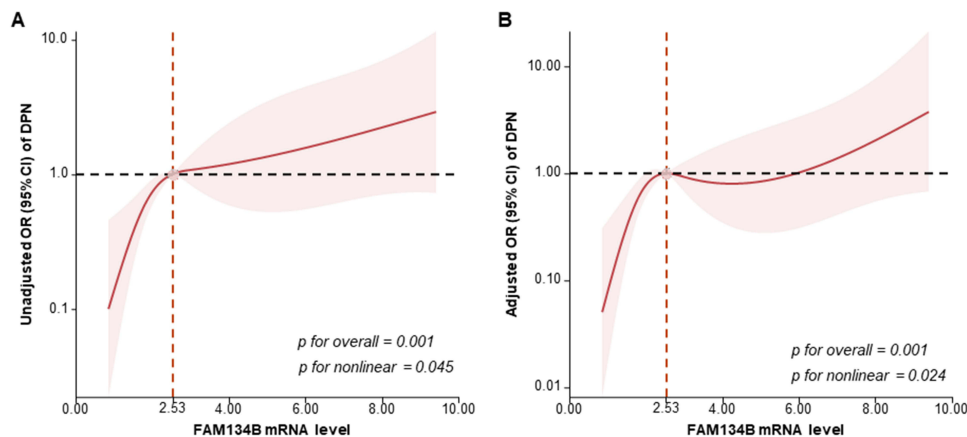 A
Unadjusted OR (95% CI) of DPN
10.0
1.0
0.1
p for overall = 0.001
p for nonlinear = 0.045
0.00
2.53
4.00
6.00
8.00
10.00
FAM134B mRNA level
B
Adjusted OR (95% CI) of DPN
10.00
1.00
0.10
0.01
p for overall = 0.001
p for nonlinear = 0.024
0.00
2.53
4.00
6.00
8.00
10.00
FAM134B mRNA level